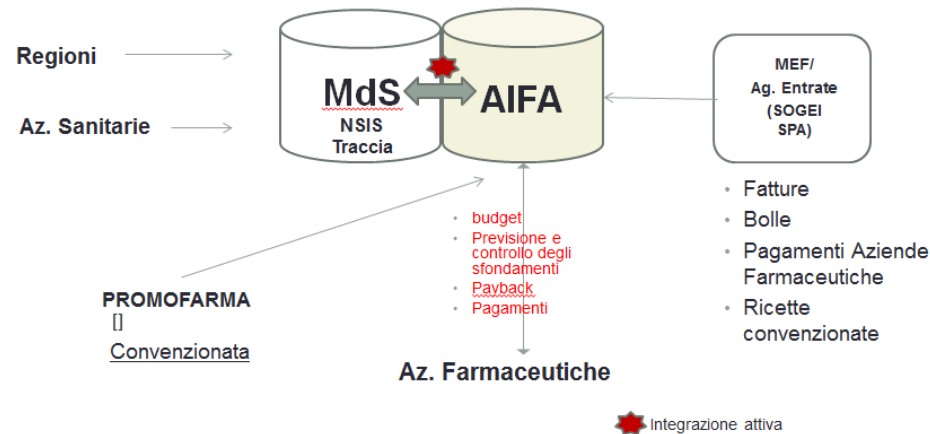 Regioni
Az. Sanitarie
MdS
NSIS
Traccia
AIFA
MEF/
Ag. Entrate
(SOGEI
SPA)
• Fatture
• Bolle
• Pagamenti Aziende
Farmaceutiche
• Ricette
convenzionate
• budget
• Previsione e
controllo degli
sfondamenti
• Payback
• Pagamenti
PROMOFARMA
[]
Convenzionata
Az. Farmaceutiche
Integrazione attiva